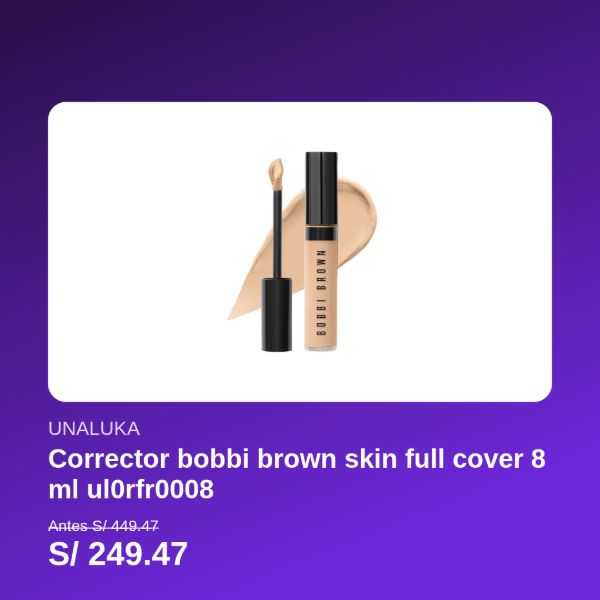 BOBBI BROWN
UNALUKA
Corrector bobbi brown skin full cover 8
ml ul0rfr0008
Antes S/ 449.47
S/ 249.47